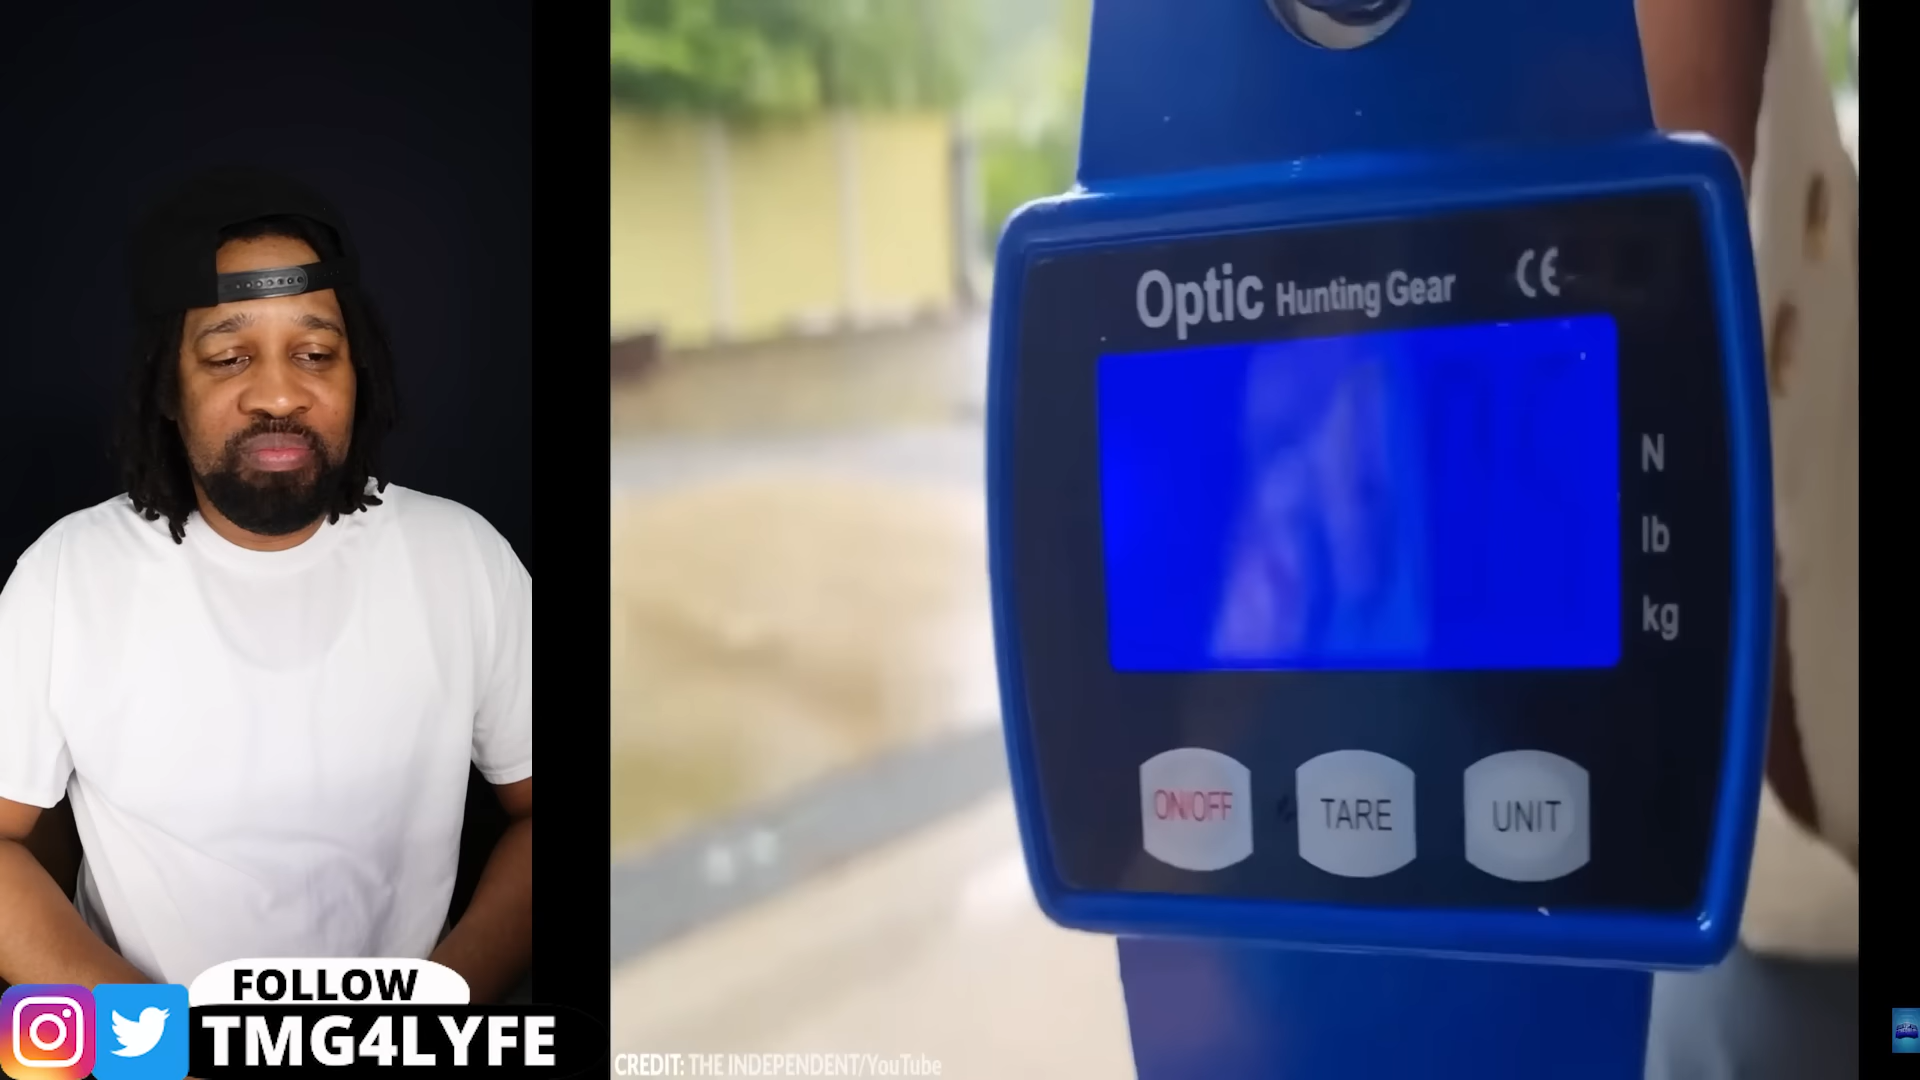 Optic Hunting Gear CE
N
lb
kg
ON/OFF TARE UNIT
FOLLOW
TMG4LYFE
CREDIT: THE INDEPENDENT/YouTube